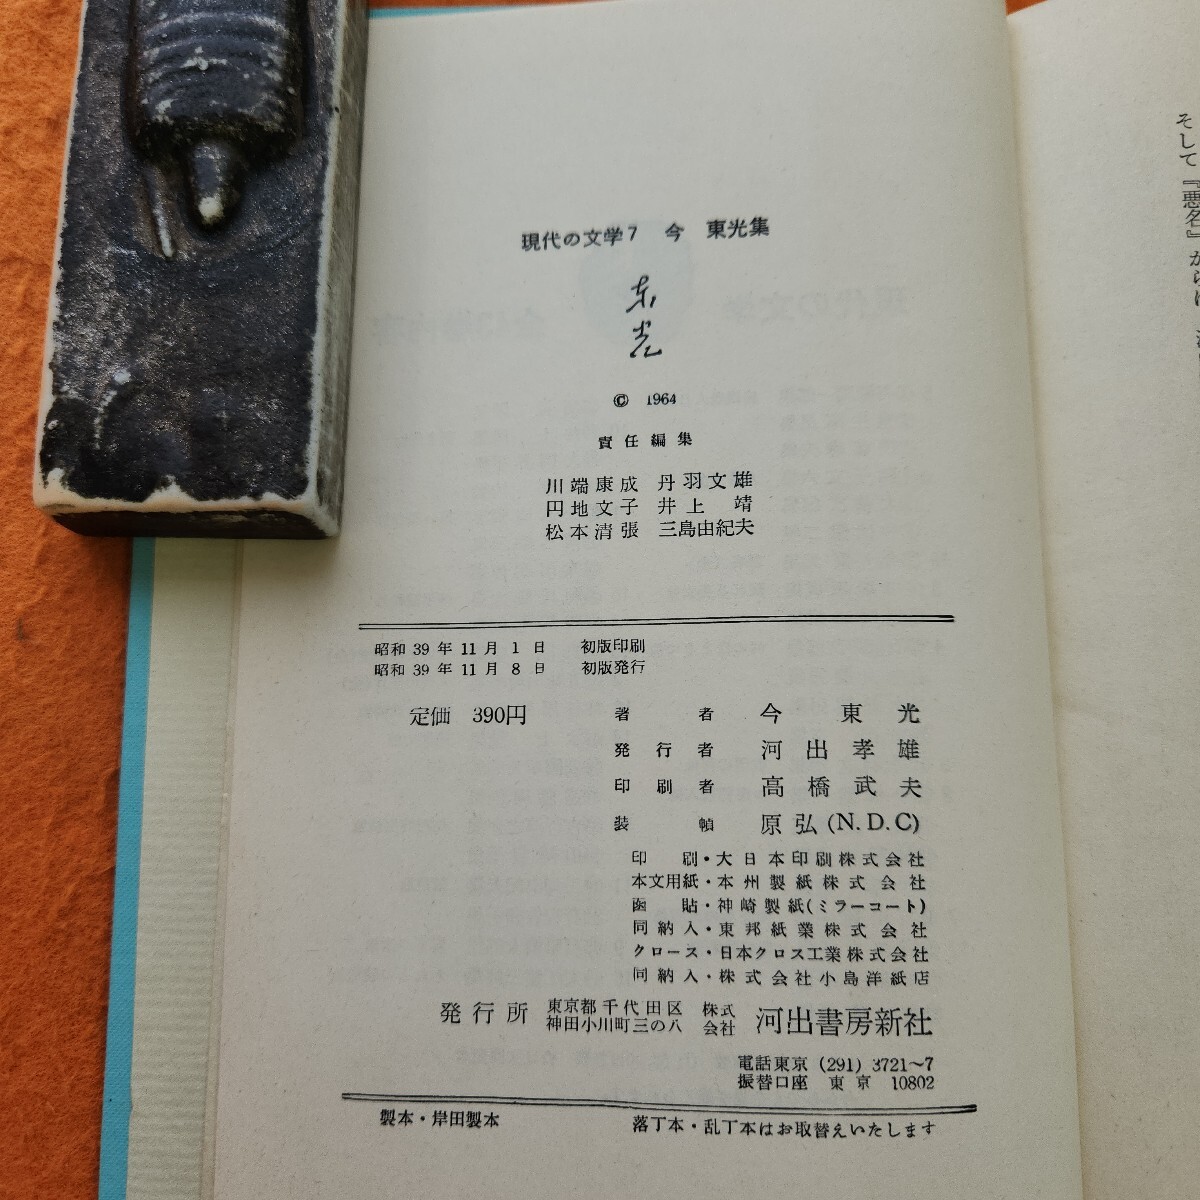 現代の文学7 今 東光集
東光
© 1964
責任編集
川端康成 丹羽文雄
円地文子 井上 靖
松本清張 三島由紀夫
昭和39年11月1日 初版印刷
昭和39年11月8日 初版発行
定価 390円
著者 今東光
発行者 河出孝雄
印刷者 高橋武夫
装幀 原弘(N.D.C)
印刷・大日本印刷株式会社
本文用紙・本州製紙株式会社
函貼・神崎製紙(ミラーコート)
同納入・東邦紙業株式会社
クロース・日本クロス工業株式会社
同納入・株式会社小島洋紙店
発行所 東京都千代田区神田小川町三の八 株式会社 河出書房新社
電話東京 (291) 3721〜7
振替口座 東京 10802
製本・岸田製本 落丁本・乱丁本はお取替えいたします
そして『悪名』から